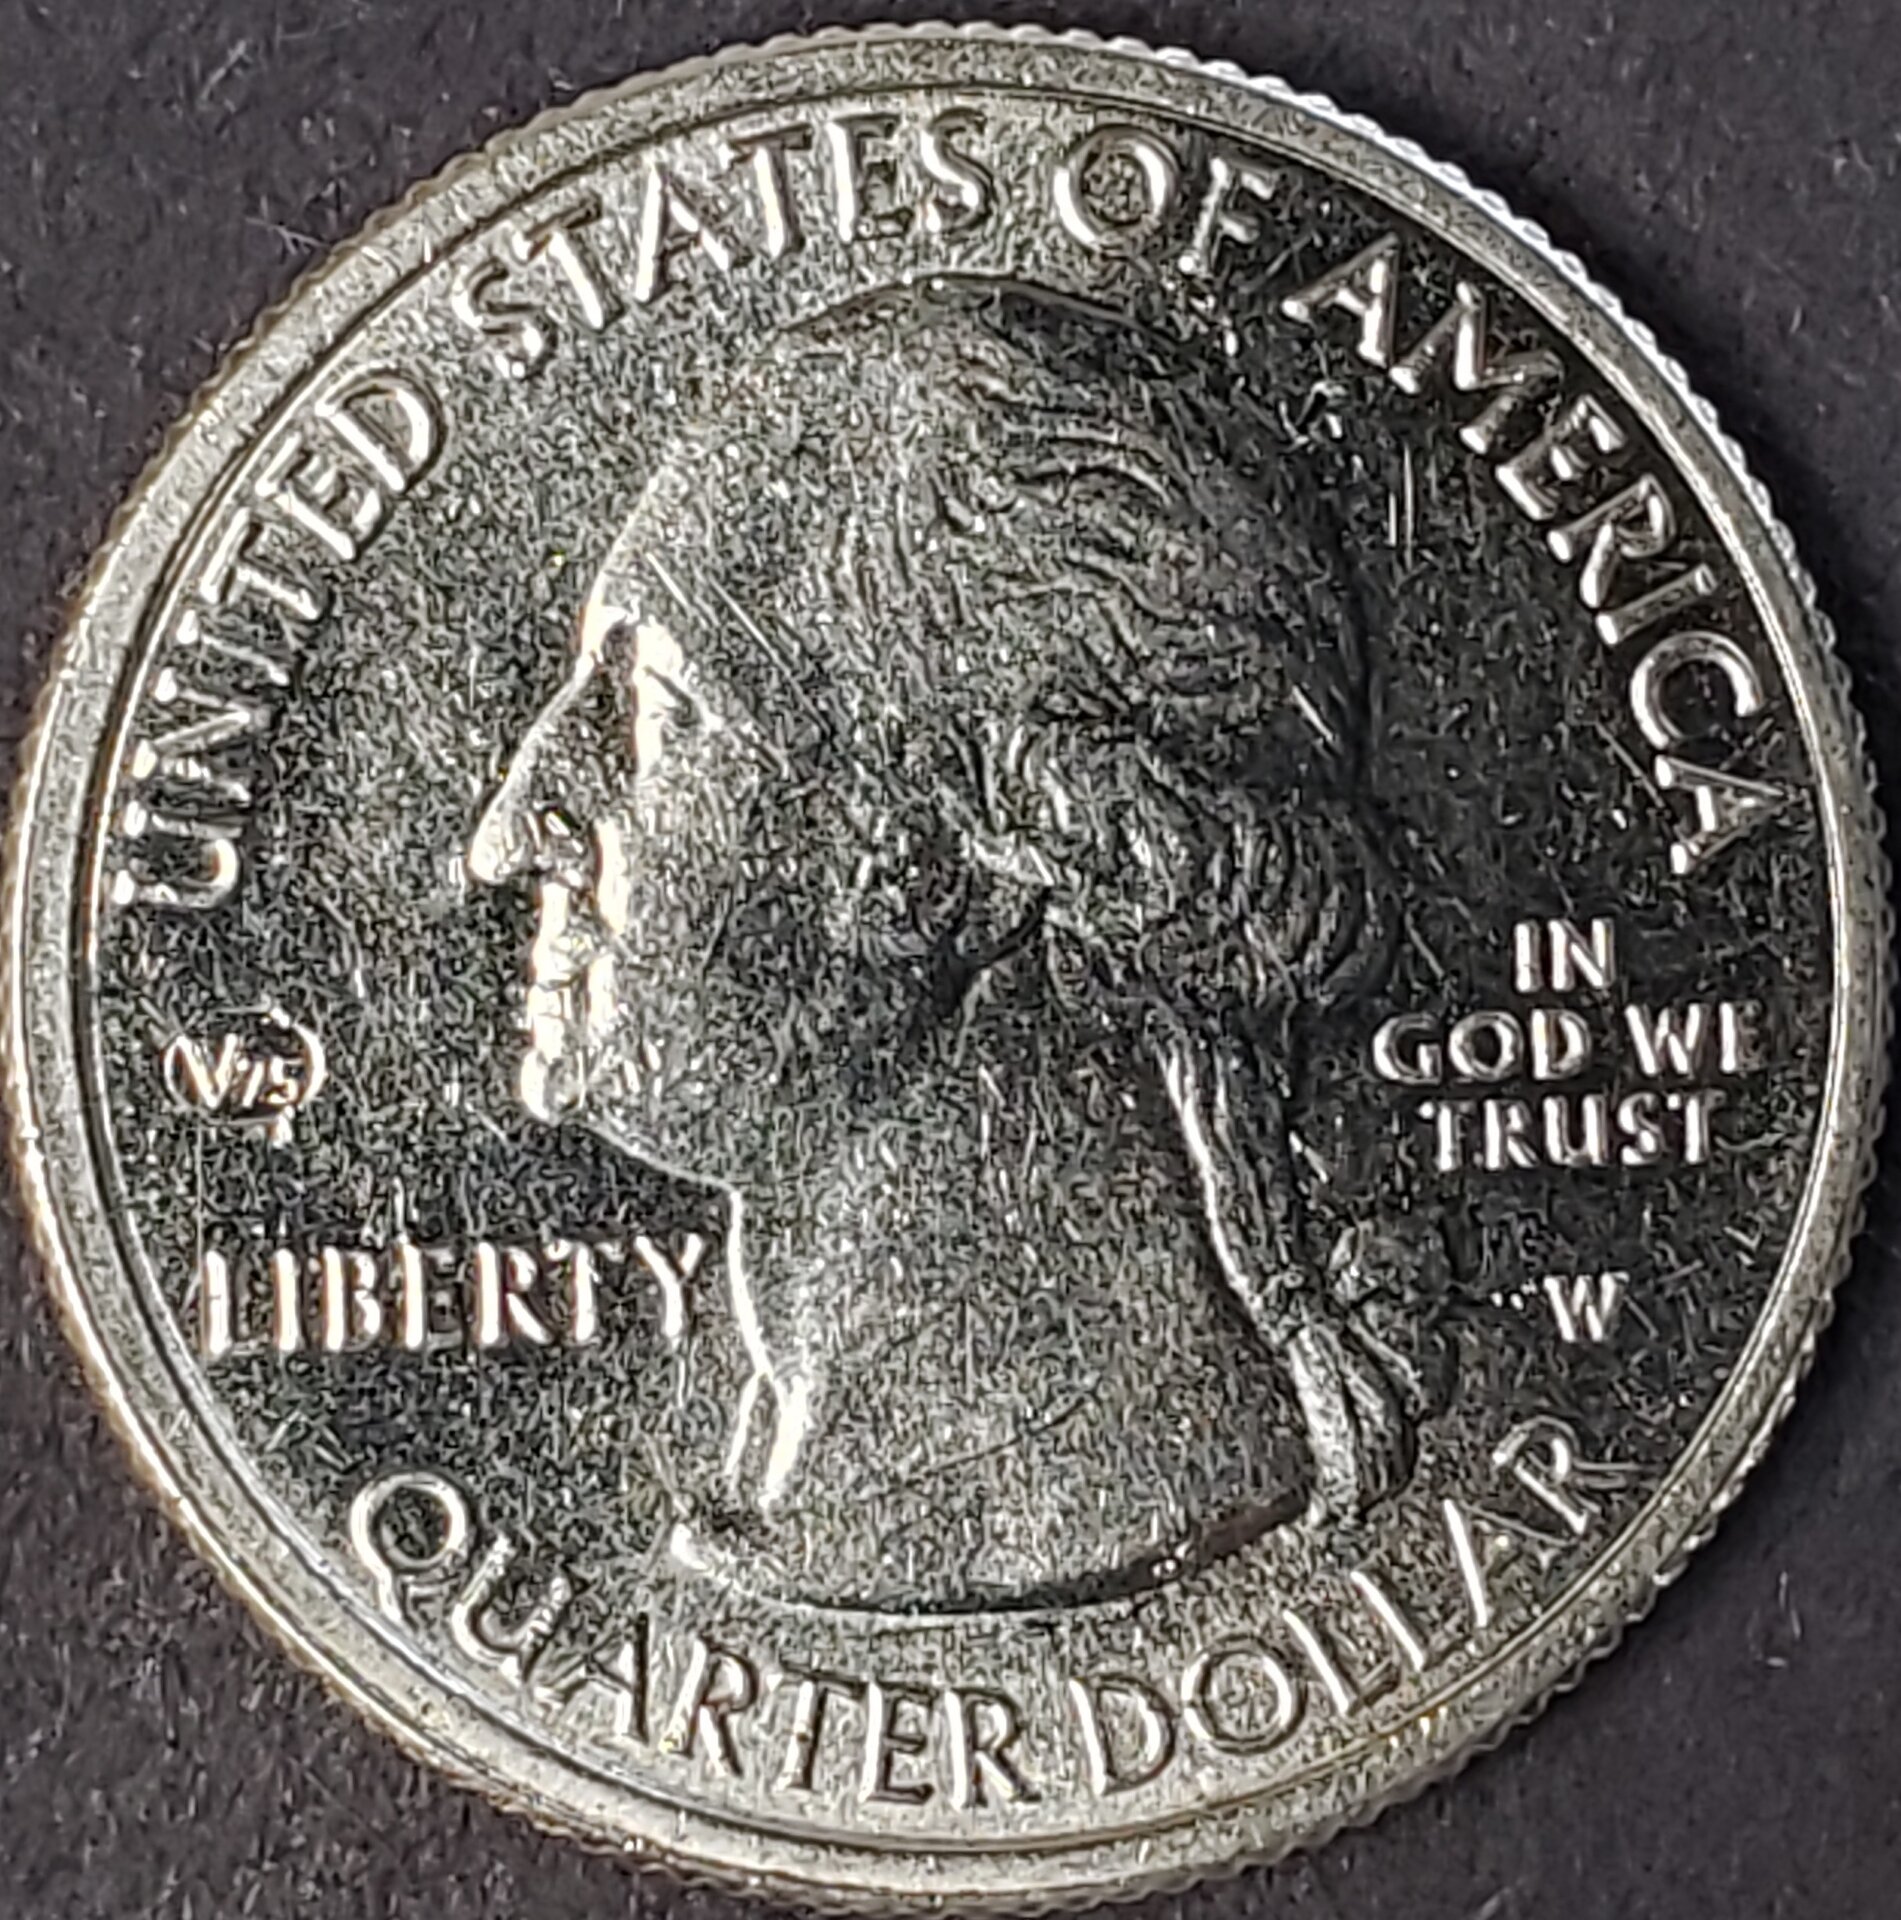 UNITED STATES OF AMERICA
V75
LIBERTY
IN
GOD WE
TRUST
W
QUARTER DOLLAR